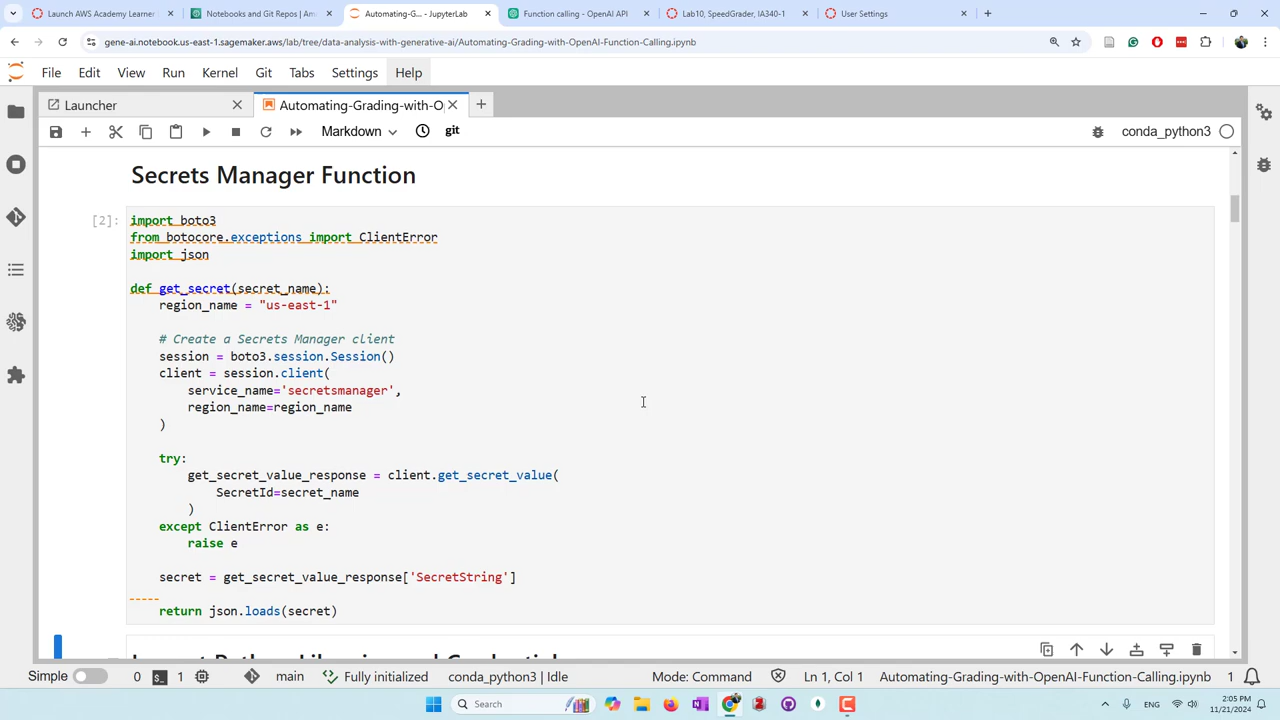 Launch AWS Academy Learner
Notebooks and Git Repos | Am
Automating-G... - JupyterLab
Function calling - OpenAI API
Lab10, SpeedGrader, IA340-1
User Settings
gene-ai.notebook.us-east-1.sagemaker.aws/lab/tree/data-analysis-with-generative-ai/Automating-Grading-with-OpenAI-Function-Calling.ipynb
File Edit View Run Kernel Git Tabs Settings Help
Launcher
Automating-Grading-with-O
Markdown
git
conda_python3
Secrets Manager Function
[2]:
import boto3
from botocore.exceptions import ClientError
import json
def get_secret(secret_name):
region_name = "us-east-1"
# Create a Secrets Manager client
session = boto3.session.Session()
client = session.client(
service_name='secretsmanager',
region_name=region_name
)
try:
get_secret_value_response = client.get_secret_value(
SecretId=secret_name
)
except ClientError as e:
raise e
secret = get_secret_value_response['SecretString']
return json.loads(secret)
Simple 0 1 main Fully initialized conda_python3 | Idle Mode: Command Ln 1, Col 1 Automating-Grading-with-OpenAI-Function-Calling.ipynb 1
Search
ENG
2:05 PM
11/21/2024